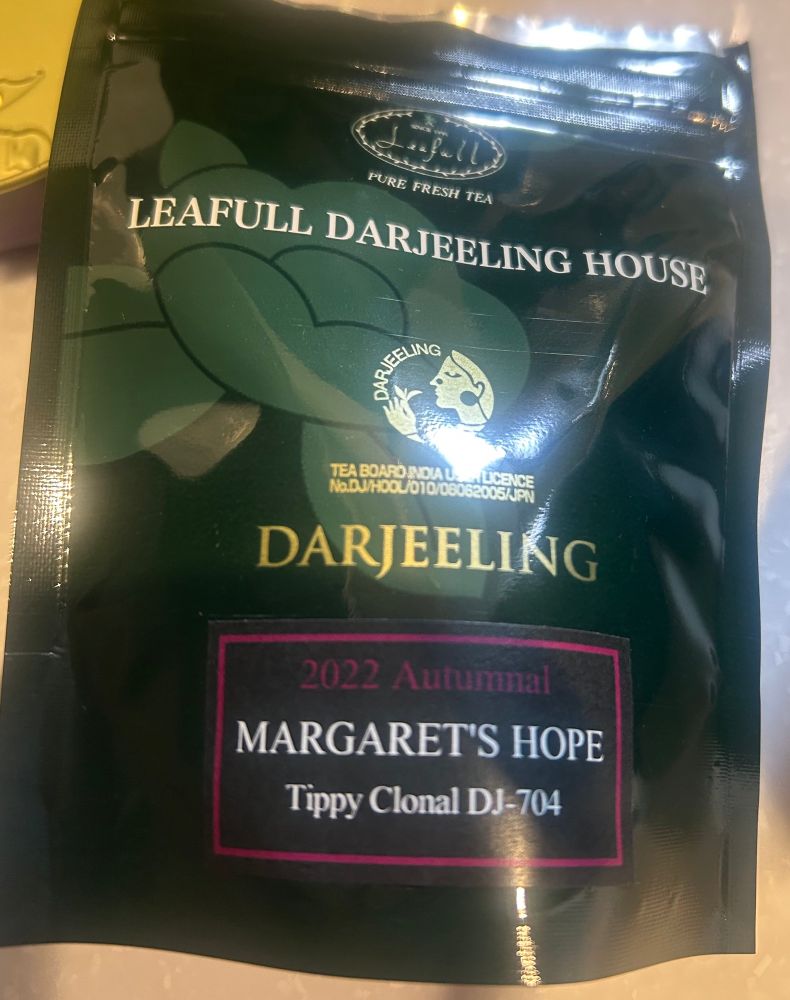 Leafull
PURE FRESH TEA
LEAFULL DARJEELING HOUSE
DARJEELING
TEA BOARD INDIA LICENCE
No.DJ/HOOL/010/06062005/JPN
DARJEELING
2022 Autumnal
MARGARET'S HOPE
Tippy Clonal DJ-704